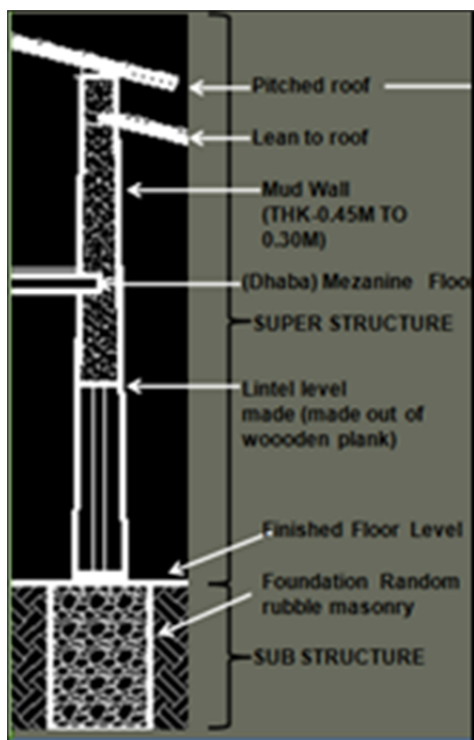 Pitched roof
Lean to roof
Mud Wall
(THK-0.45M TO
0.30M)
(Dhaba) Mezanine Floor
SUPER STRUCTURE
Lintel level
made (made out of
woooden plank)
Finished Floor Level
Foundation Random
rubble masonry
SUB STRUCTURE